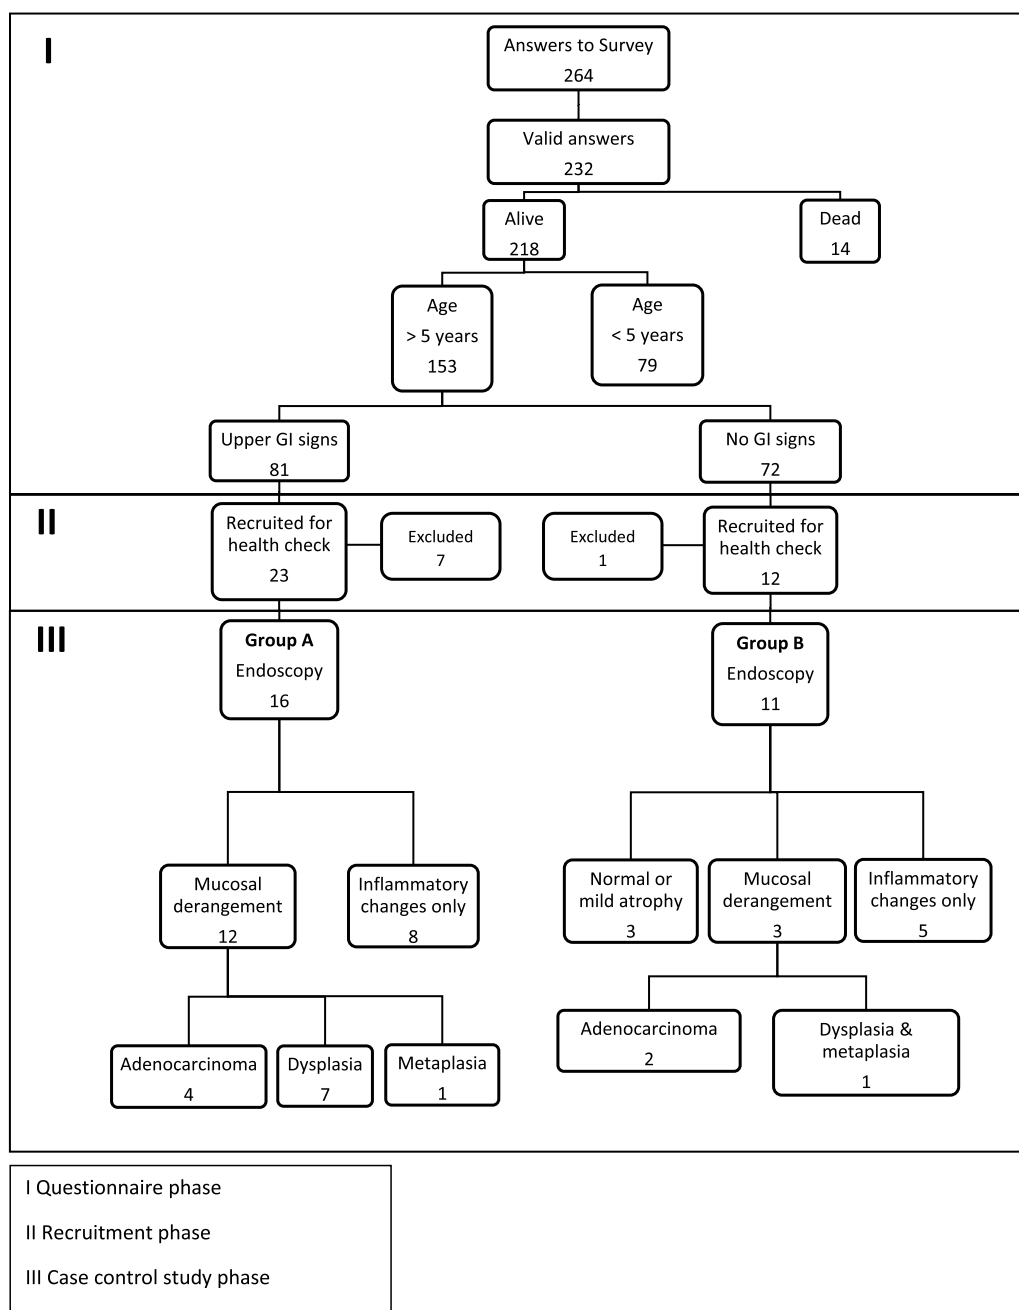 I
Answers to Survey
264
Valid answers
232
Alive
218
Dead
14
Age
> 5 years
153
Age
< 5 years
79
Upper GI signs
81
No GI signs
72
II
Recruited for
health check
23
Excluded
7
Excluded
1
Recruited for
health check
12
III
Group A
Endoscopy
16
Group B
Endoscopy
11
Mucosal
derangement
12
Inflammatory
changes only
8
Normal or
mild atrophy
3
Mucosal
derangement
3
Inflammatory
changes only
5
Adenocarcinoma
4
Dysplasia
7
Metaplasia
1
Adenocarcinoma
2
Dysplasia &
metaplasia
1
I Questionnaire phase
II Recruitment phase
III Case control study phase